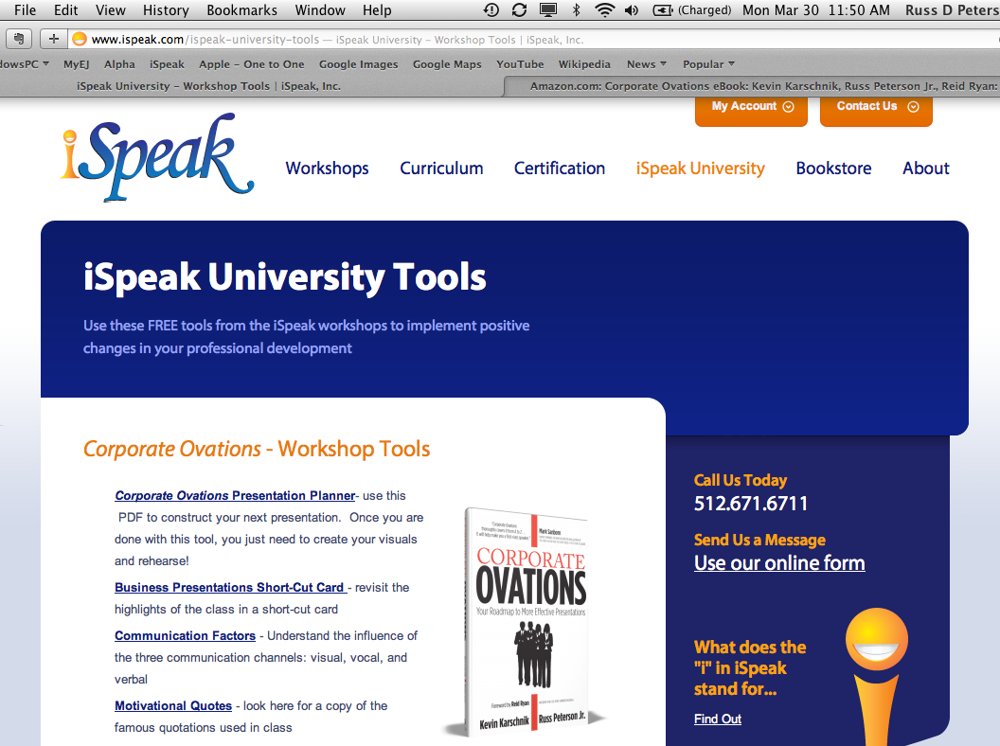 File Edit View History Bookmarks Window Help (Charged) Mon Mar 30 11:50 AM Russ D Peters
www.ispeak.com/ispeak-university-tools — iSpeak University – Workshop Tools | iSpeak, Inc.
dowsPC MyEJ Alpha iSpeak Apple – One to One Google Images Google Maps YouTube Wikipedia News Popular
iSpeak University – Workshop Tools | iSpeak, Inc. Amazon.com: Corporate Ovations eBook: Kevin Karschnik, Russ Peterson Jr., Reid Ryan:
My Account Contact Us
iSpeak
Workshops Curriculum Certification iSpeak University Bookstore About
iSpeak University Tools
Use these FREE tools from the iSpeak workshops to implement positive
changes in your professional development
Corporate Ovations - Workshop Tools
Corporate Ovations Presentation Planner- use this
PDF to construct your next presentation. Once you are
done with this tool, you just need to create your visuals
and rehearse!
Business Presentations Short-Cut Card - revisit the
highlights of the class in a short-cut card
Communication Factors - Understand the influence of
the three communication channels: visual, vocal, and
verbal
Motivational Quotes - look here for a copy of the
famous quotations used in class
Mark Sanborn
CORPORATE
OVATIONS
Your Roadmap to More Effective Presentations
Foreword by Reid Ryan
Kevin Karschnik Russ Peterson Jr.
Call Us Today
512.671.6711
Send Us a Message
Use our online form
What does the
"i" in iSpeak
stand for...
Find Out